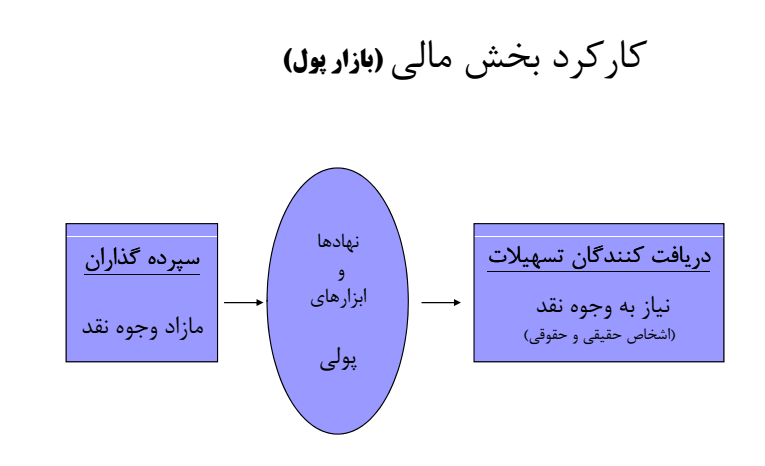 کارکرد بخش مالی (بازار پول)
دریافت کنندگان تسهیلات
نیاز به وجوه نقد
(اشخاص حقیقی و حقوقی)
نهادها
و
ابزارهای
پولی
سپرده گذاران
مازاد وجوه نقد